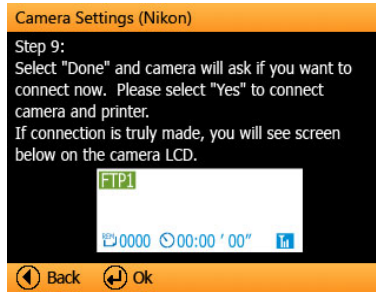 Camera Settings (Nikon)
Step 9:
Select "Done" and camera will ask if you want to
connect now.  Please select "Yes" to connect
camera and printer.
If connection is truly made, you will see screen
below on the camera LCD.
FTP1
REM 0000 00:00 ' 00"
Back Ok